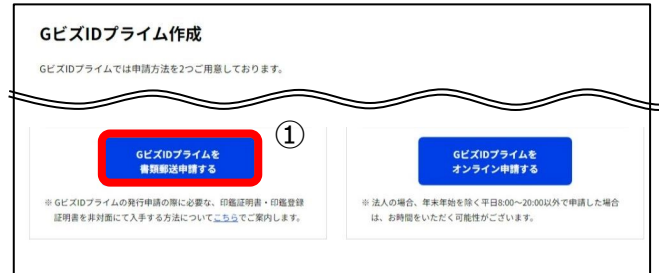 GビズIDプライム作成
GビズIDプライムでは申請方法を2つご用意しております。
①
GビズIDプライムを
書類郵送申請する
※ GビズIDプライムの発行申請の際に必要な、印鑑証明書・印鑑登録
証明書を非対面にて入手する方法についてこちらでご案内します。
GビズIDプライムを
オンライン申請する
※ 法人の場合、年末年始を除く平日8:00~20:00以外で申請した場合
は、お時間をいただく可能性がございます。